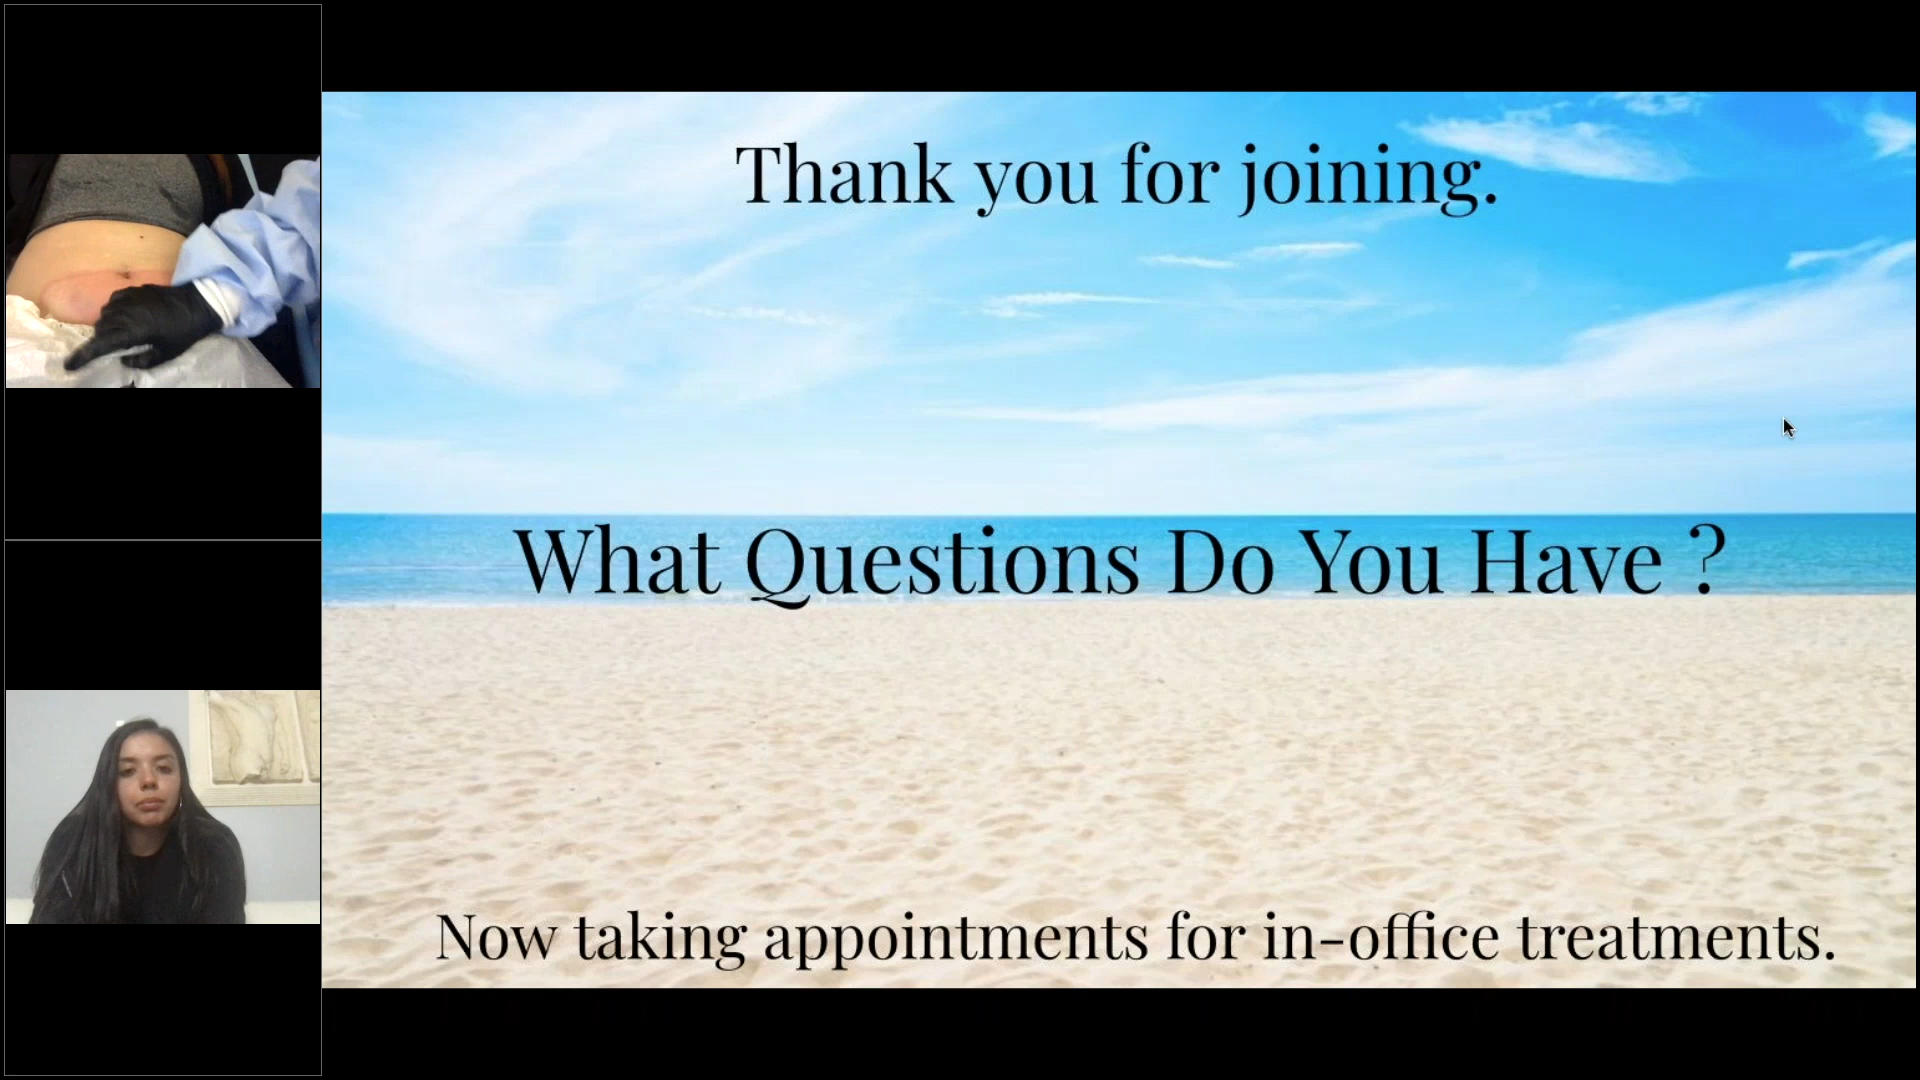 Thank you for joining.
What Questions Do You Have ?
Now taking appointments for in-office treatments.